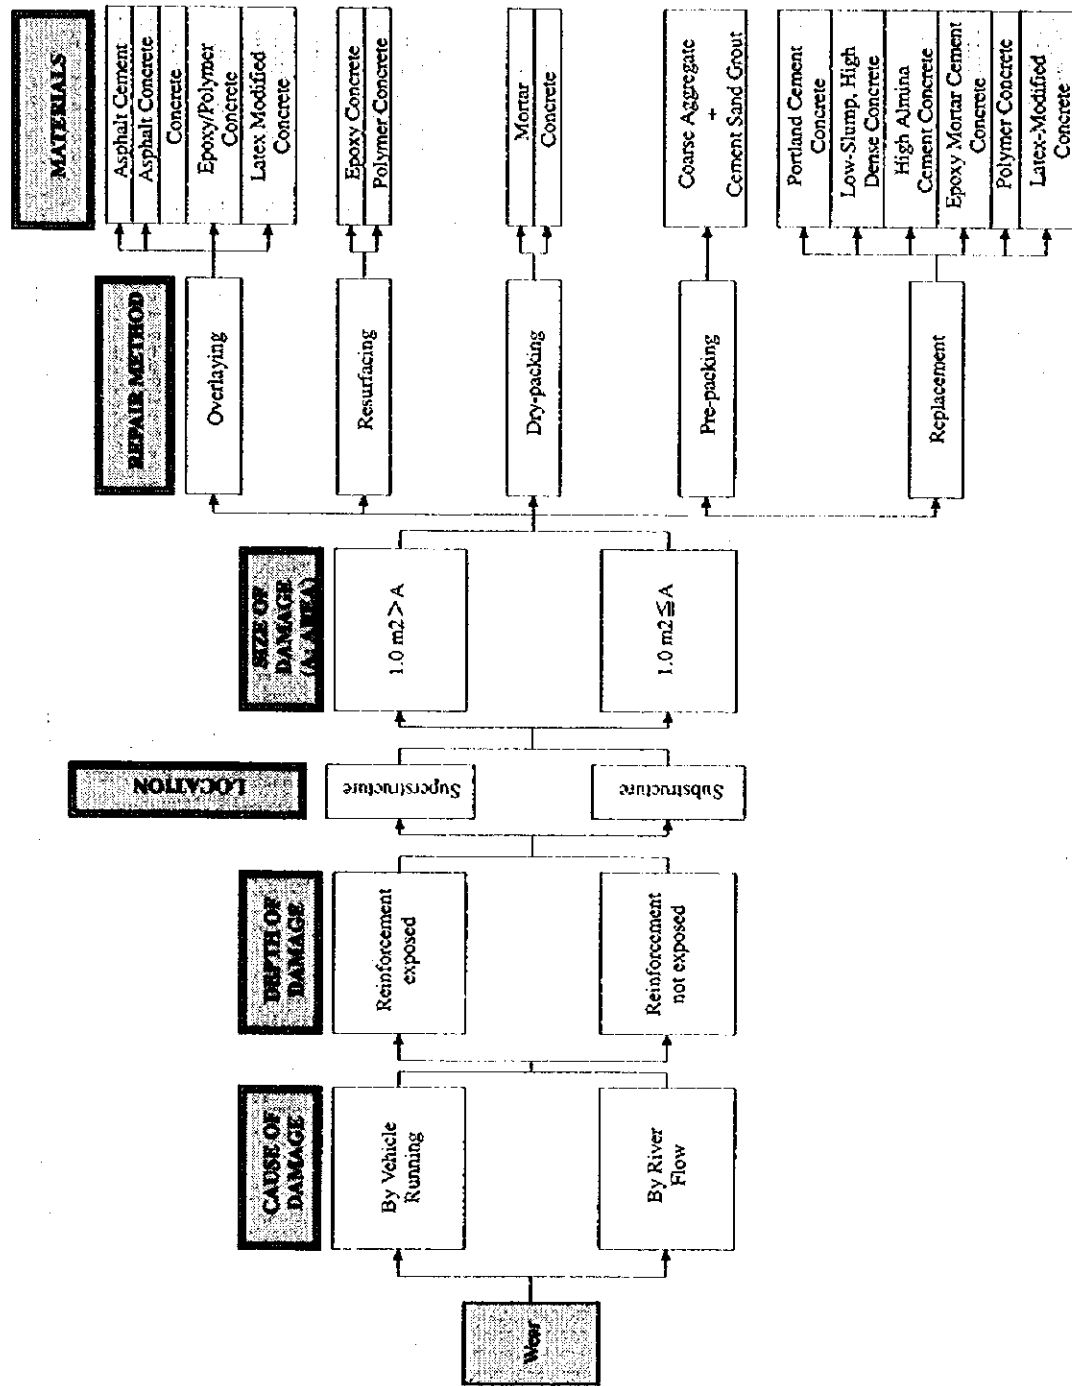 Wear
CAUSE OF
DAMAGE
By Vehicle
Running
By River
Flow
DEPTH OF
DAMAGE
Reinforcement
exposed
Reinforcement
not exposed
LOCATION
Superstructure
Substructure
SIZE OF
DAMAGE
(A: AREA)
1.0 m2 > A
1.0 m2 ≦ A
REPAIR METHOD
Overlaying
Resurfacing
Dry-packing
Pre-packing
Replacement
MATERIALS
Asphalt Cement
Asphalt Concrete
Concrete
Epoxy/Polymer
Concrete
Latex Modified
Concrete
Epoxy Concrete
Polymer Concrete
Mortar
Concrete
Coarse Aggregate
+
Cement Sand Grout
Portland Cement
Concrete
Low-Slump, High
Dense Concrete
High Almina
Cement Concrete
Epoxy Mortar Cement
Concrete
Polymer Concrete
Latex-Modified
Concrete